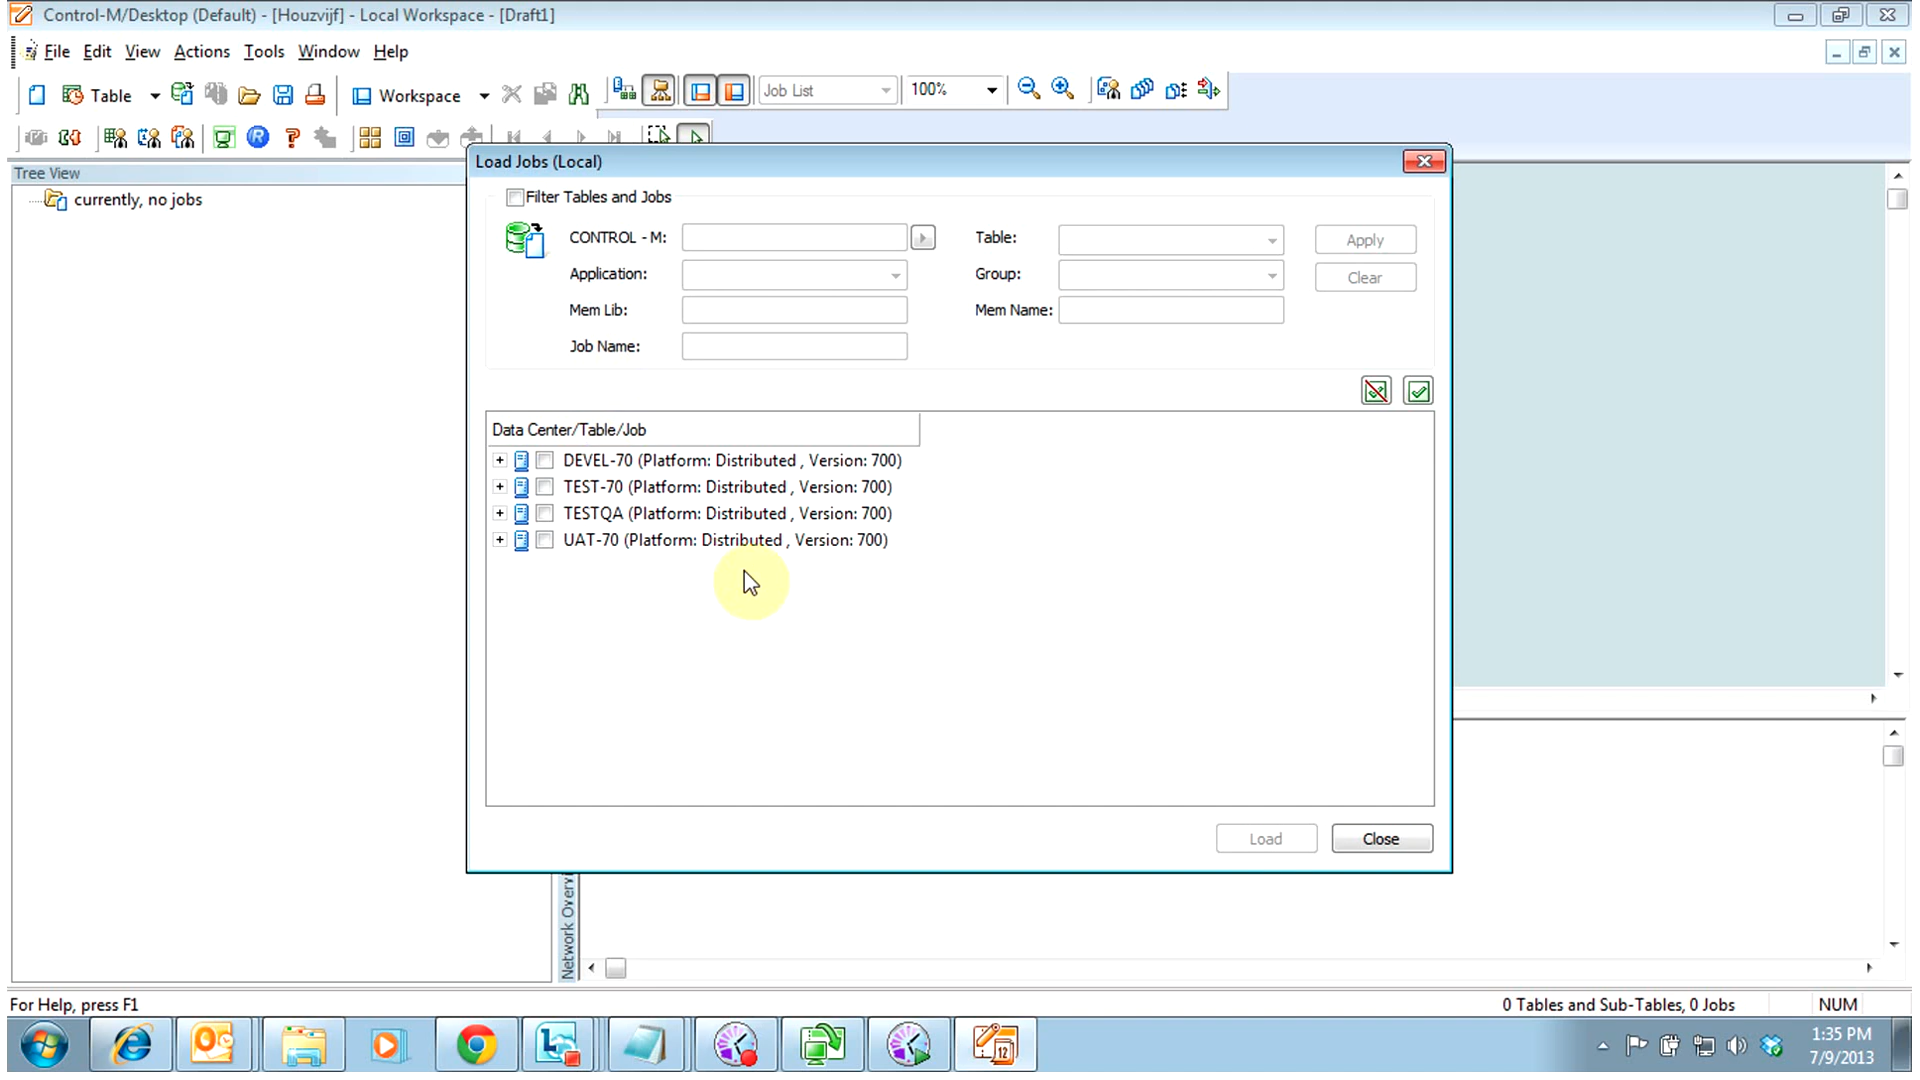 Control-M/Desktop (Default) - [Houzvijf] - Local Workspace - [Draft1]
File Edit View Actions Tools Window Help
Table Workspace Job List 100%
Tree View
currently, no jobs
Load Jobs (Local)
Filter Tables and Jobs
CONTROL - M: Table: Apply
Application: Group: Clear
Mem Lib: Mem Name:
Job Name:
Data Center/Table/Job
DEVEL-70 (Platform: Distributed , Version: 700)
TEST-70 (Platform: Distributed , Version: 700)
TESTQA (Platform: Distributed , Version: 700)
UAT-70 (Platform: Distributed , Version: 700)
Load Close
Network Overvi
For Help, press F1 0 Tables and Sub-Tables, 0 Jobs NUM
1:35 PM
7/9/2013